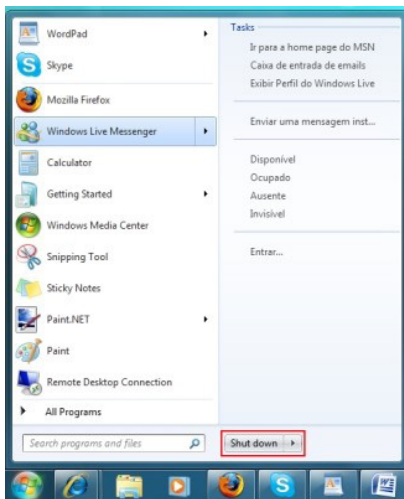 WordPad
Skype
Mozilla Firefox
Windows Live Messenger
Calculator
Getting Started
Windows Media Center
Snipping Tool
Sticky Notes
Paint.NET
Paint
Remote Desktop Connection
All Programs
Search programs and files
Tasks
Ir para a home page do MSN
Caixa de entrada de emails
Exibir Perfil do Windows Live
Enviar uma mensagem inst...
Disponível
Ocupado
Ausente
Invisível
Entrar...
Shut down